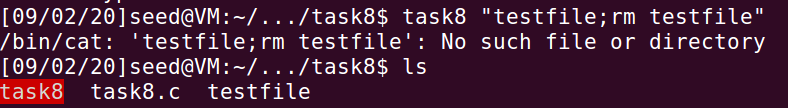 [09/02/20]seed@VM:~/.../task8$ task8 "testfile;rm testfile"
/bin/cat: 'testfile;rm testfile': No such file or directory
[09/02/20]seed@VM:~/.../task8$ ls
task8 task8.c testfile